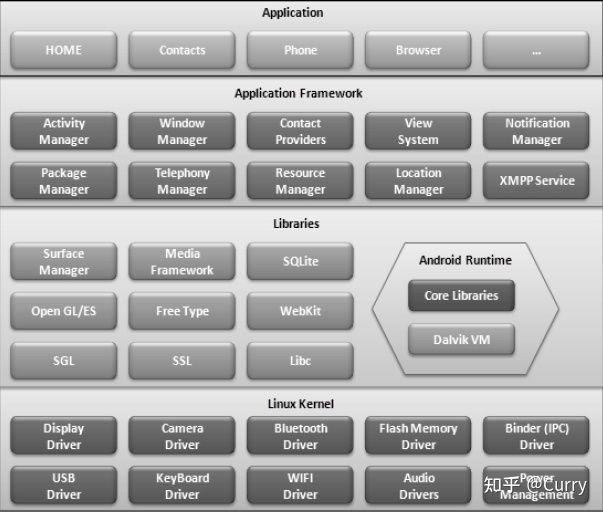 Application
HOME
Contacts
Phone
Browser
...
Application Framework
Activity
Manager
Window
Manager
Contact
Providers
View
System
Notification
Manager
Package
Manager
Telephony
Manager
Resource
Manager
Location
Manager
XMPP Service
Libraries
Surface
Manager
Media
Framework
SQLite
Open GL/ES
Free Type
WebKit
SGL
SSL
Libc
Android Runtime
Core Libraries
Dalvik VM
Linux Kernel
Display
Driver
Camera
Driver
Bluetooth
Driver
Flash Memory
Driver
Binder (IPC)
Driver
USB
Driver
KeyBoard
Driver
WIFI
Driver
Audio
Drivers
Power
Management
知乎 @Curry